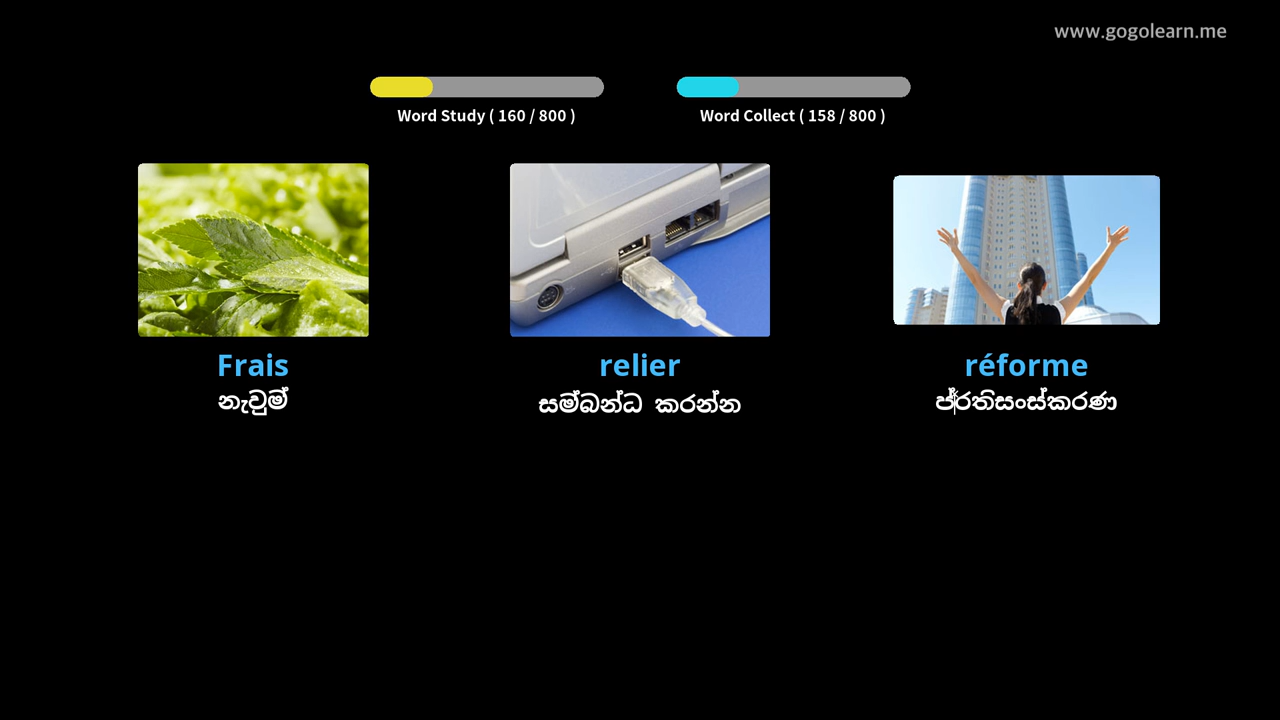 www.gogolearn.me
Word Study ( 160 / 800 )
Word Collect ( 158 / 800 )
Frais
නැවුම්
relier
සම්බන්ධ කරන්න
réforme
ප්‍රතිසංස්කරණ